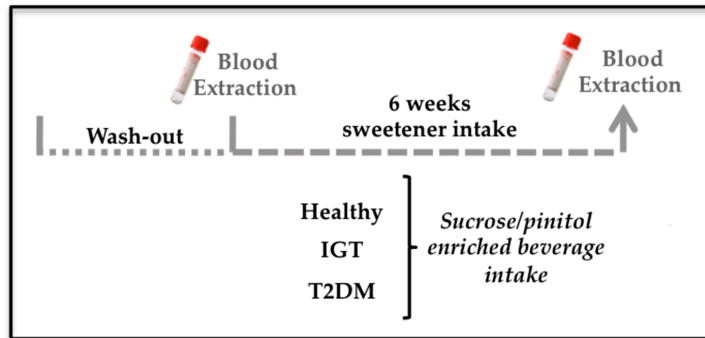 Blood
Extraction
Blood
Extraction
Wash-out
6 weeks
sweetener intake
Healthy
IGT
T2DM
Sucrose/pinitol
enriched beverage
intake